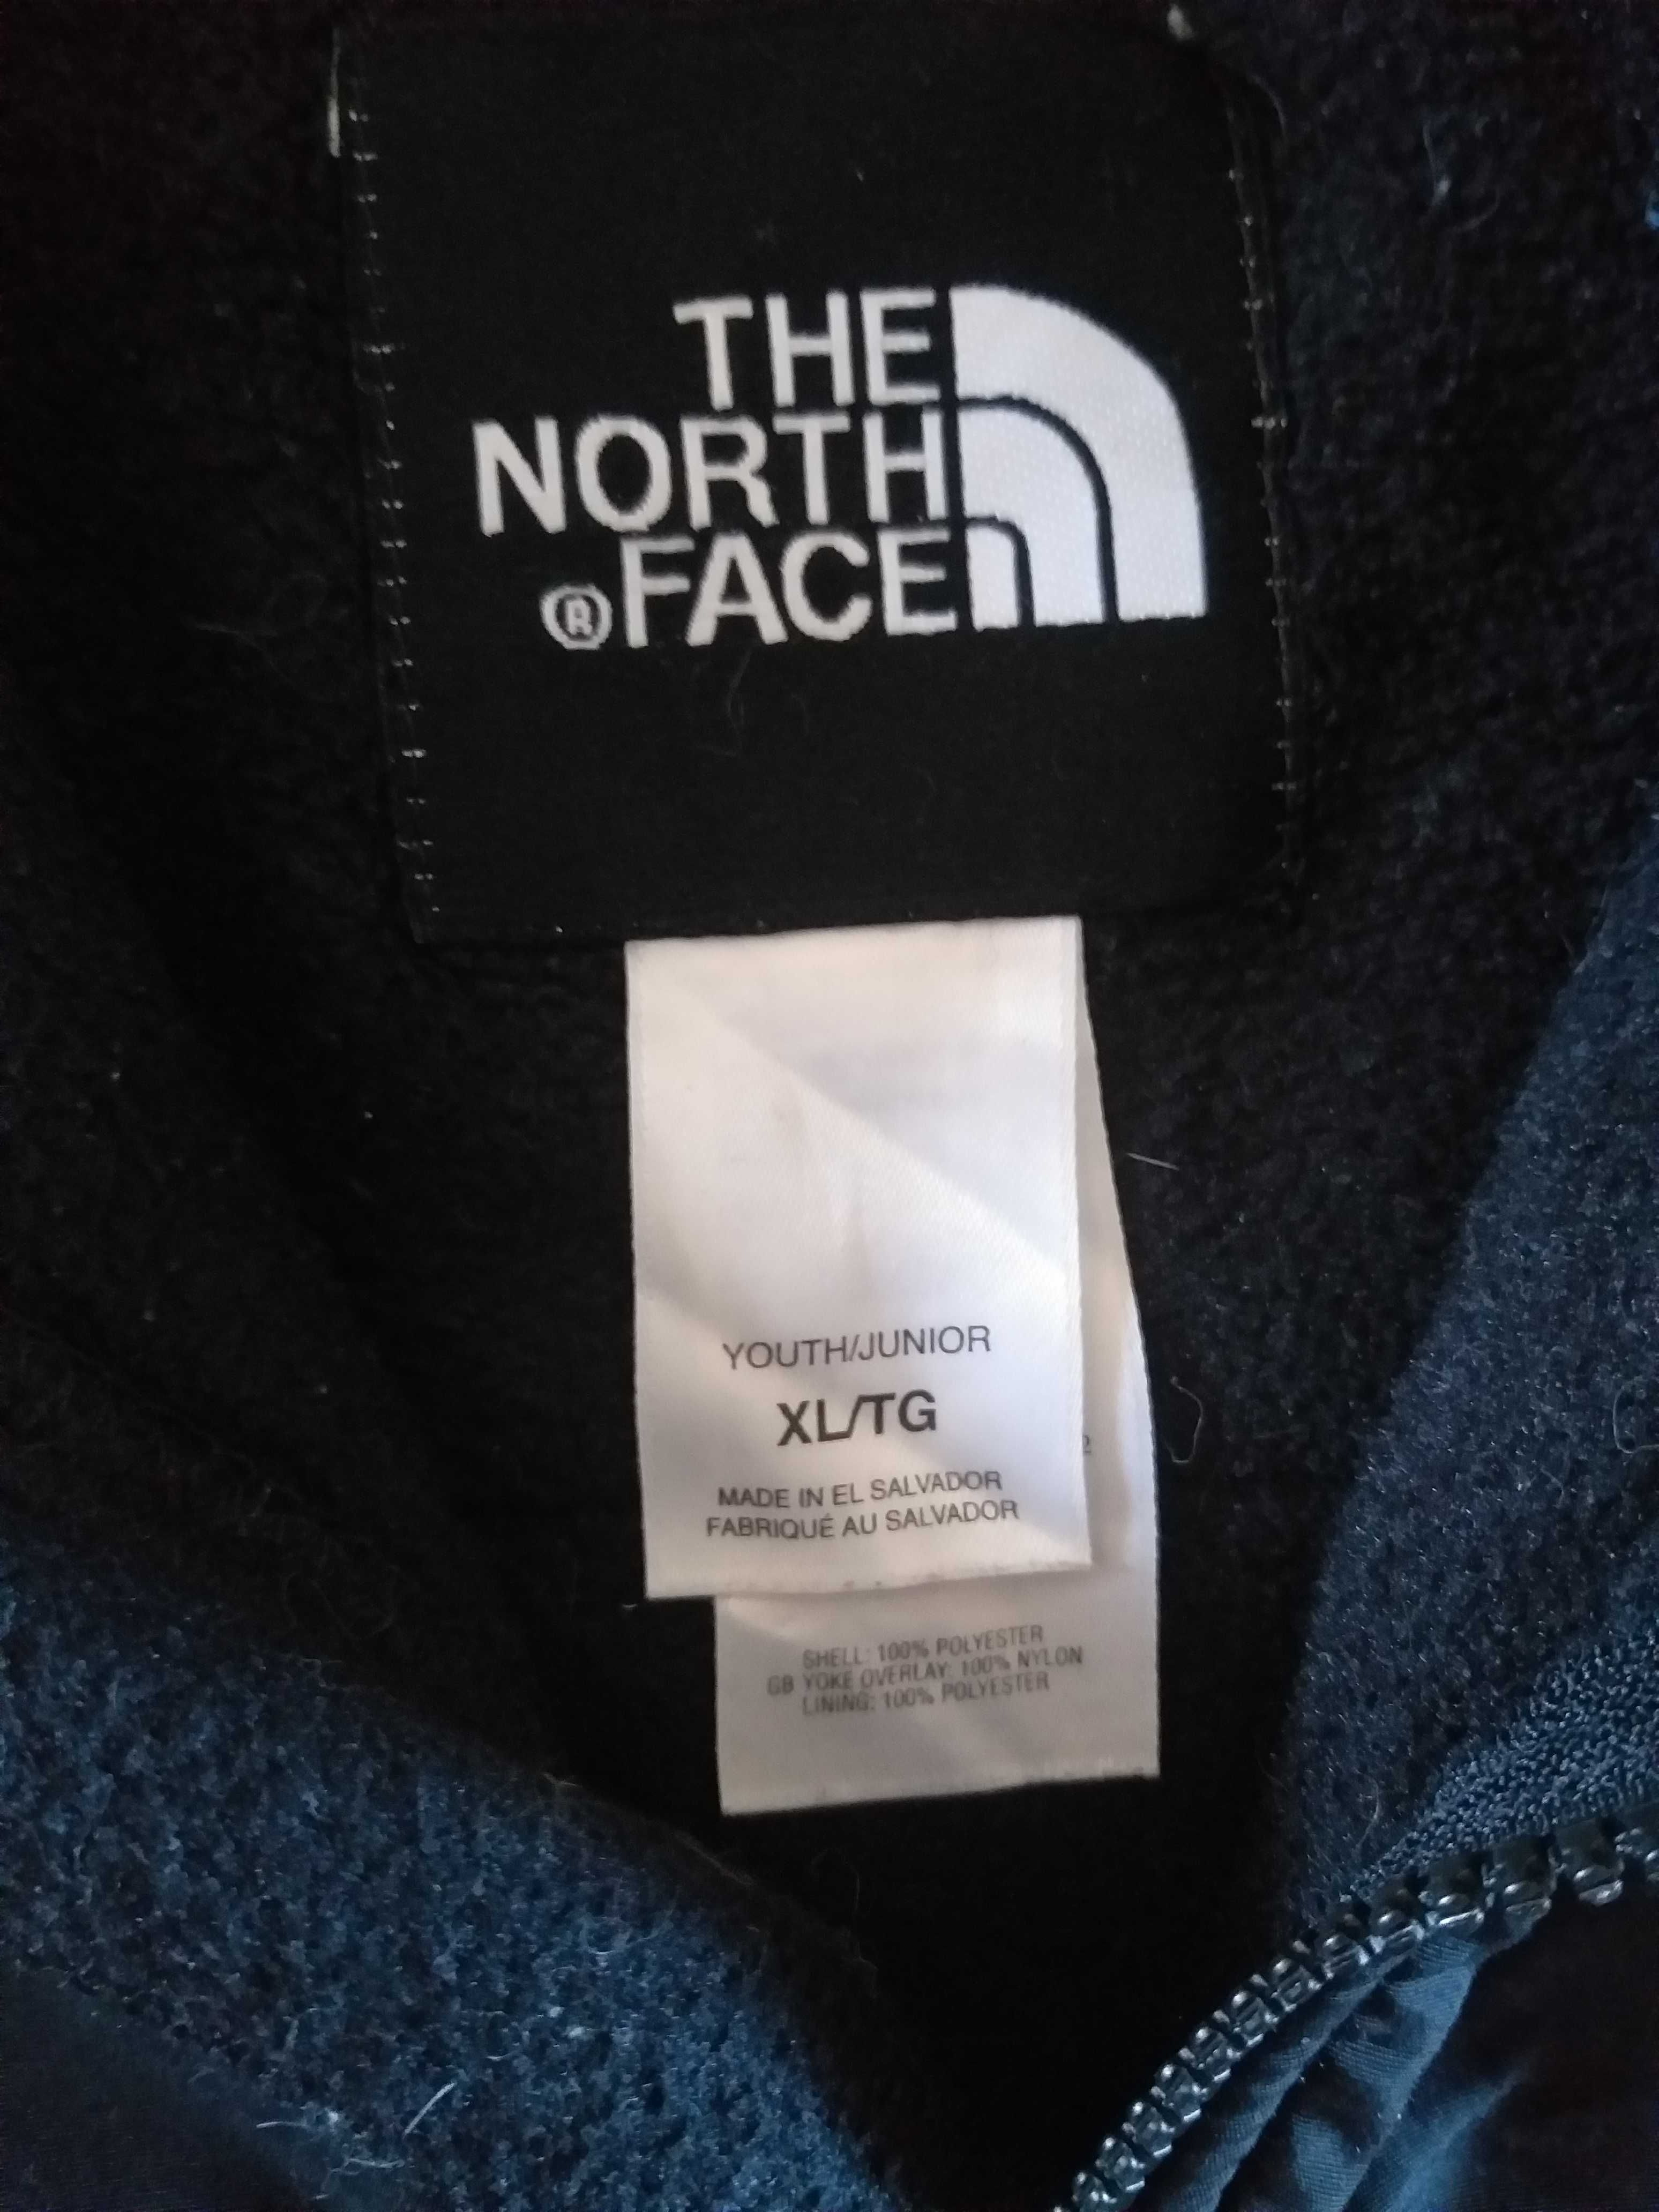 THE
NORTH
® FACE
YOUTH/JUNIOR
XL/TG
MADE IN EL SALVADOR
FABRIQUÉ AU SALVADOR
2
SHELL: 100% POLYESTER
GB YOKE OVERLAY: 100% NYLON
LINING: 100% POLYESTER